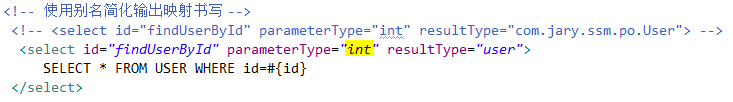 <!-- 使用别名简化输出映射书写 -->
<!-- <select id="findUserById" parameterType="int" resultType="com.jary.ssm.po.User"> -->
<select id="findUserById" parameterType="int" resultType="user">
SELECT * FROM USER WHERE id=#{id}
</select>